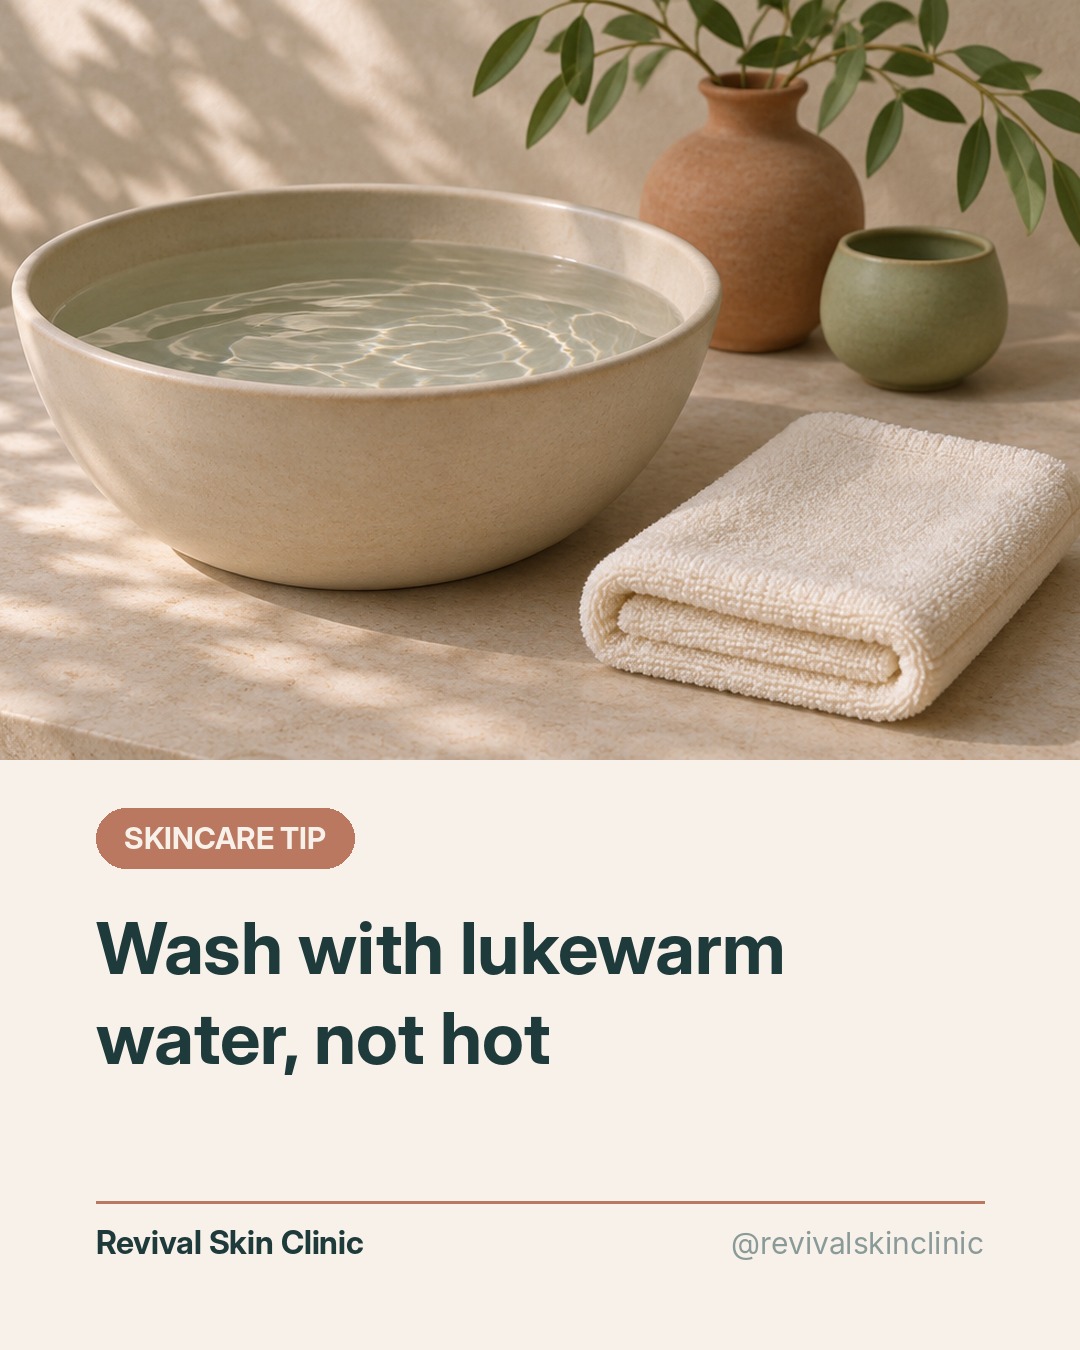 SKINCARE TIP
Wash with lukewarm
water, not hot
Revival Skin Clinic
@revivalskinclinic